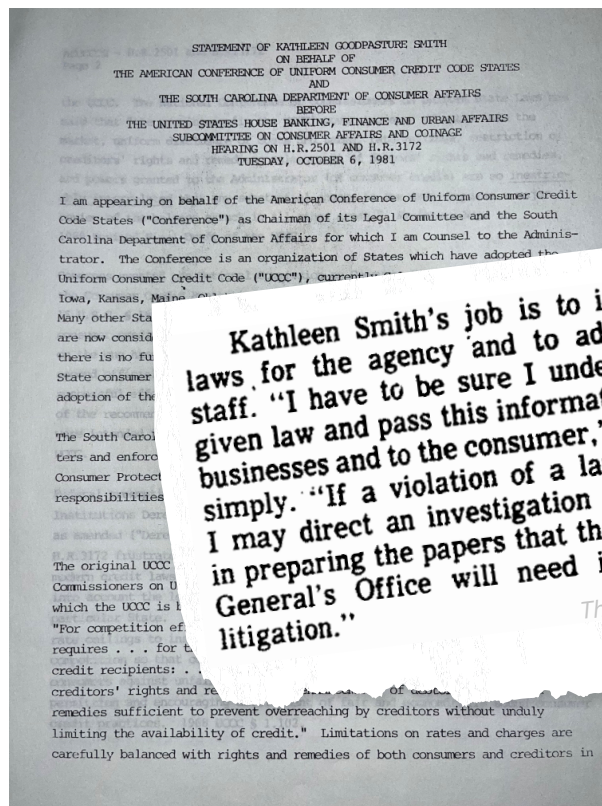 STATEMENT OF KATHLEEN GOODPASTURE SMITH
ON BEHALF OF
THE AMERICAN CONFERENCE OF UNIFORM CONSUMER CREDIT CODE STATES
AND
THE SOUTH CAROLINA DEPARTMENT OF CONSUMER AFFAIRS
BEFORE
THE UNITED STATES HOUSE BANKING, FINANCE AND URBAN AFFAIRS
SUBCOMMITTEE ON CONSUMER AFFAIRS AND COINAGE
HEARING ON H.R.2501 AND H.R.3172
TUESDAY, OCTOBER 6, 1981
I am appearing on behalf of the American Conference of Uniform Consumer Credit
Code States ("Conference") as Chairman of its Legal Committee and the South
Carolina Department of Consumer Affairs for which I am Counsel to the Adminis-
trator. The Conference is an organization of States which have adopted the
Uniform Consumer Credit Code ("UCCC"), currently
Iowa, Kansas, Maine,
Many other Sta
are now consid
there is no fu
State consumer
adoption of the
The South Carol
ters and enforc
Consumer Protect
responsibilities
The original UCCC
Commissioners on U
which the UCCC is b
"For competition ef
requires . . . for t
credit recipients: . .
creditors' rights and re
remedies sufficient to prevent overreaching by creditors without unduly
limiting the availability of credit." Limitations on rates and charges are
carefully balanced with rights and remedies of both consumers and creditors in
Kathleen Smith's job is to i
laws for the agency and to ad
staff. "I have to be sure I unde
given law and pass this informat
businesses and to the consumer,"
simply. "If a violation of a la
I may direct an investigation
in preparing the papers that th
General's Office will need i
litigation."
Th